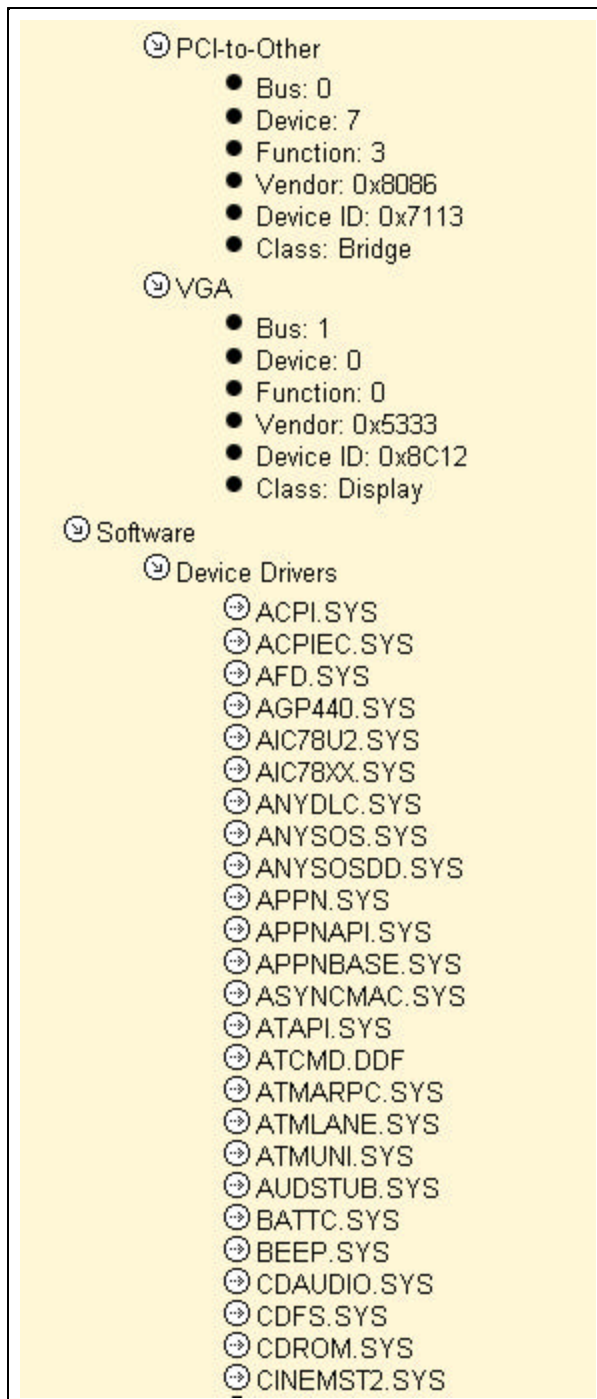 PCI-to-Other
Bus: 0
Device: 7
Function: 3
Vendor: 0x8086
Device ID: 0x7113
Class: Bridge
VGA
Bus: 1
Device: 0
Function: 0
Vendor: 0x5333
Device ID: 0x8C12
Class: Display
Software
Device Drivers
ACPI.SYS
ACPIEC.SYS
AFD.SYS
AGP440.SYS
AIC78U2.SYS
AIC78XX.SYS
ANYDLC.SYS
ANYSOS.SYS
ANYSOSDD.SYS
APPN.SYS
APPNAPI.SYS
APPNBASE.SYS
ASYNCMAC.SYS
ATAPI.SYS
ATCMD.DDF
ATMARPC.SYS
ATMLANE.SYS
ATMUNI.SYS
AUDSTUB.SYS
BATTC.SYS
BEEP.SYS
CDAUDIO.SYS
CDFS.SYS
CDROM.SYS
CINEMST2.SYS